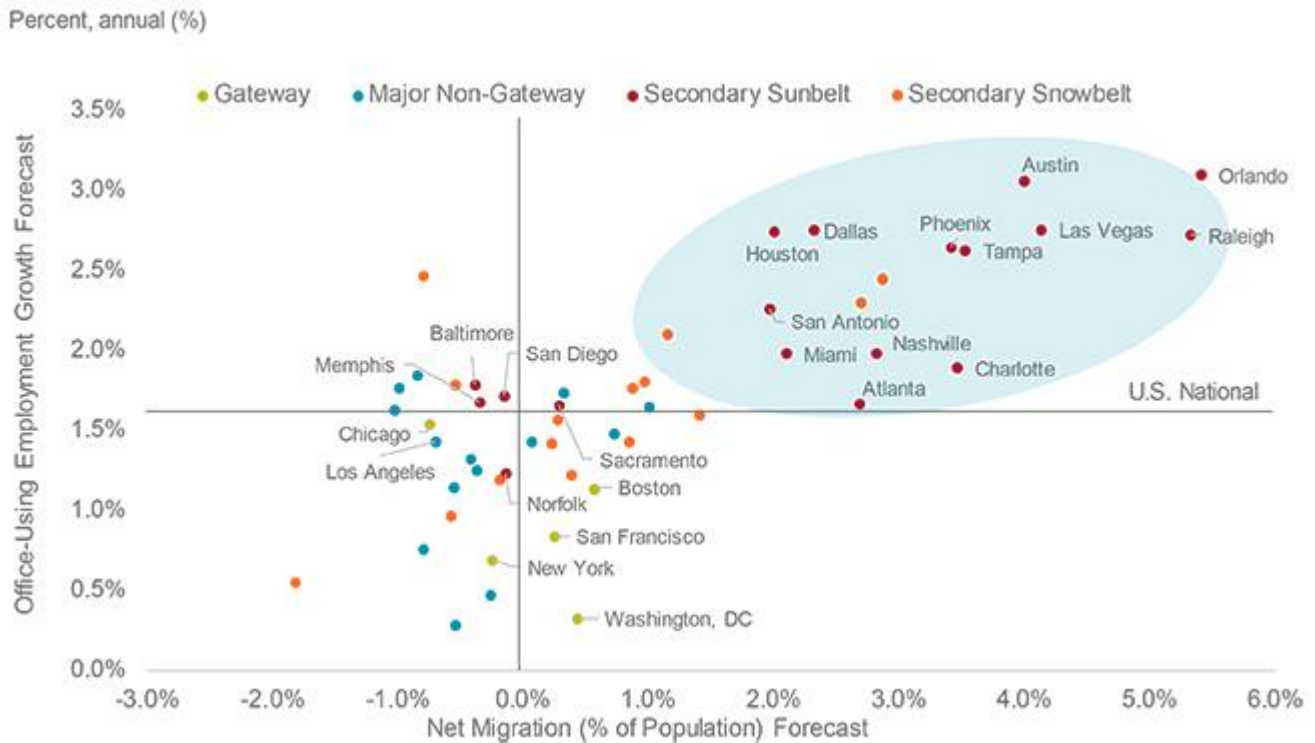 Percent, annual (%)
Gateway Major Non-Gateway Secondary Sunbelt Secondary Snowbelt
Office-Using Employment Growth Forecast
3.5%
3.0%
2.5%
2.0%
1.5%
1.0%
0.5%
0.0%
Austin
Orlando
Phoenix
Las Vegas
Raleigh
Dallas
Houston
Tampa
San Antonio
Baltimore
San Diego
Memphis
Miami
Nashville
Charlotte
Atlanta
U.S. National
Chicago
Los Angeles
Sacramento
Boston
Norfolk
San Francisco
New York
Washington, DC
-3.0% -2.0% -1.0% 0.0% 1.0% 2.0% 3.0% 4.0% 5.0% 6.0%
Net Migration (% of Population) Forecast